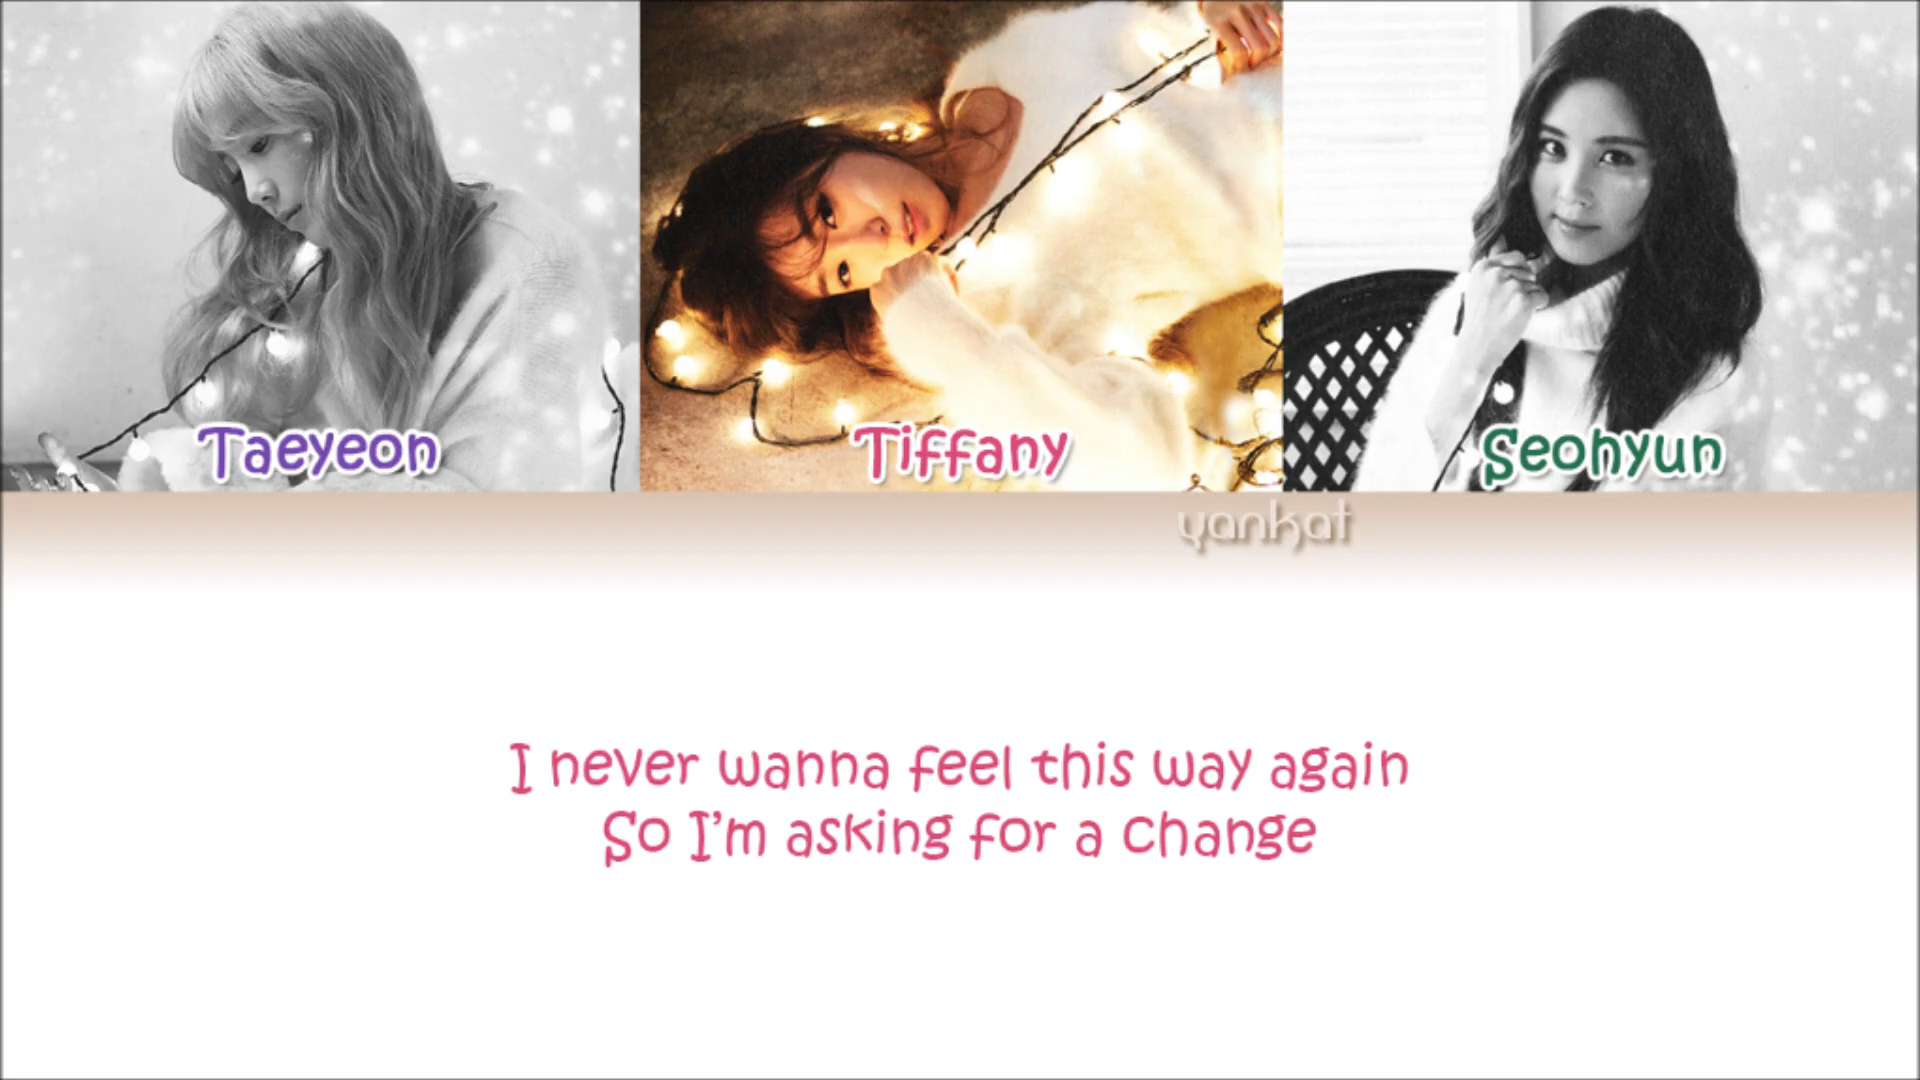 Taeyeon
Tiffany
Seohyun
yankat
I never wanna feel this way again
So I'm asking for a change